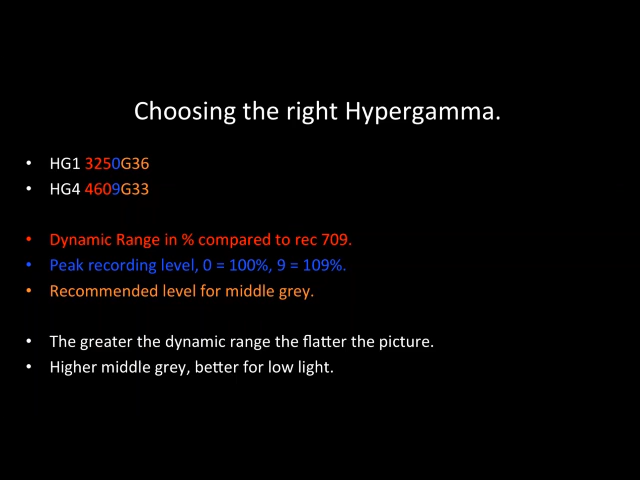 Choosing the right Hypergamma.
• HG1 3250G36
• HG4 4609G33
• Dynamic Range in % compared to rec 709.
• Peak recording level, 0 = 100%, 9 = 109%.
• Recommended level for middle grey.
• The greater the dynamic range the flatter the picture.
• Higher middle grey, better for low light.